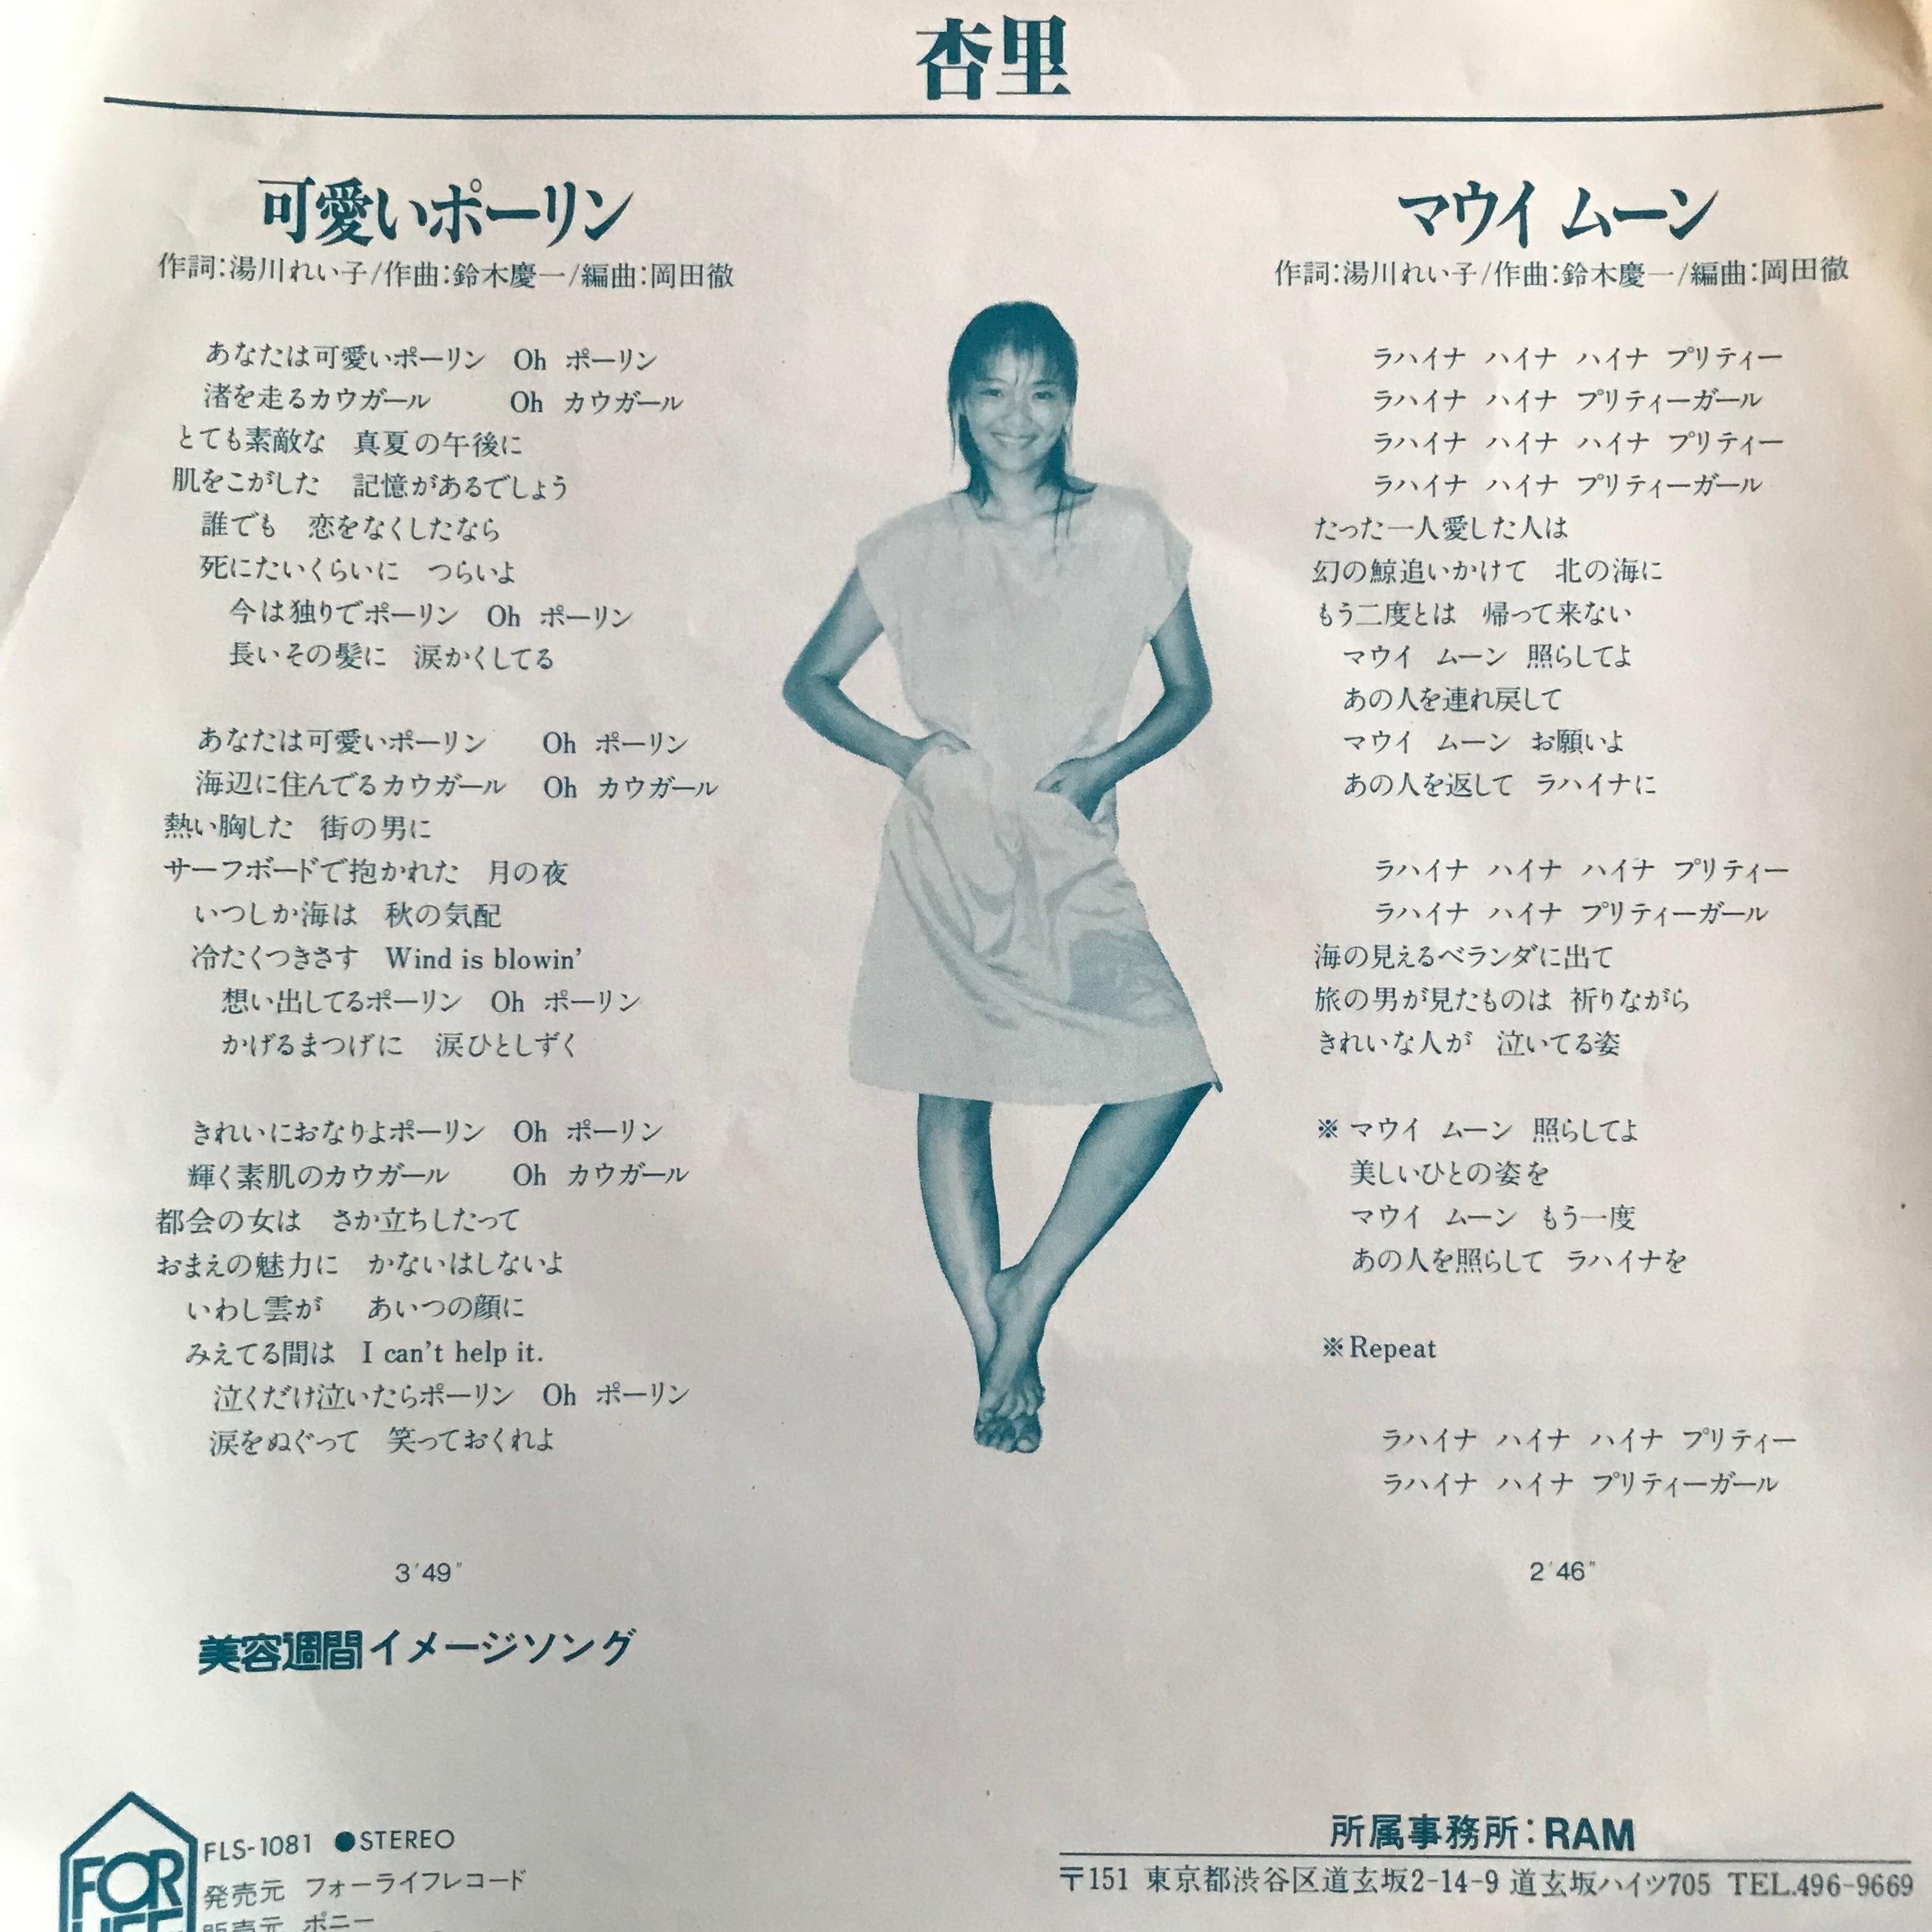 杏里
可愛いポーリン
作詞:湯川れい子/作曲:鈴木慶一/編曲:岡田徹
あなたは可愛いポーリン Oh ポーリン
渚を走るカウガール Oh カウガール
とても素敵な 真夏の午後に
肌をこがした 記憶があるでしょう
誰でも 恋をなくしたなら
死にたいくらいに つらいよ
今は独りでポーリン Oh ポーリン
長いその髪に 涙かくしてる
あなたは可愛いポーリン Oh ポーリン
海辺に住んでるカウガール Oh カウガール
熱い胸した 街の男に
サーフボードで抱かれた 月の夜
いつしか海は 秋の気配
冷たくつきさす Wind is blowin'
想い出してるポーリン Oh ポーリン
かげるまつげに 涙ひとしずく
きれいにおなりよポーリン Oh ポーリン
輝く素肌のカウガール Oh カウガール
都会の女は さか立ちしたって
おまえの魅力に かないはしないよ
いわし雲が あいつの顔に
みえてる間は I can't help it.
泣くだけ泣いたらポーリン Oh ポーリン
涙をぬぐって 笑っておくれよ
3'49"
美容週間イメージソング
マウイ ムーン
作詞:湯川れい子/作曲:鈴木慶一/編曲:岡田徹
ラハイナ ハイナ ハイナ プリティー
ラハイナ ハイナ プリティーガール
ラハイナ ハイナ ハイナ プリティー
ラハイナ ハイナ プリティーガール
たった一人愛した人は
幻の鯨追いかけて 北の海に
もう二度とは 帰って来ない
マウイ ムーン 照らしてよ
あの人を連れ戻して
マウイ ムーン お願いよ
あの人を返して ラハイナに
ラハイナ ハイナ ハイナ プリティー
ラハイナ ハイナ プリティーガール
海の見えるベランダに出て
旅の男が見たものは 祈りながら
きれいな人が 泣いてる姿
※マウイ ムーン 照らしてよ
美しいひとの姿を
マウイ ムーン もう一度
あの人を照らして ラハイナを
※Repeat
ラハイナ ハイナ ハイナ プリティー
ラハイナ ハイナ プリティーガール
2'46"
FOR
LIFE
FLS-1081 ●STEREO
発売元 フォーライフレコード
販売元 ポニー
所属事務所:RAM
〒151 東京都渋谷区道玄坂2-14-9 道玄坂ハイツ705 TEL.496-9669